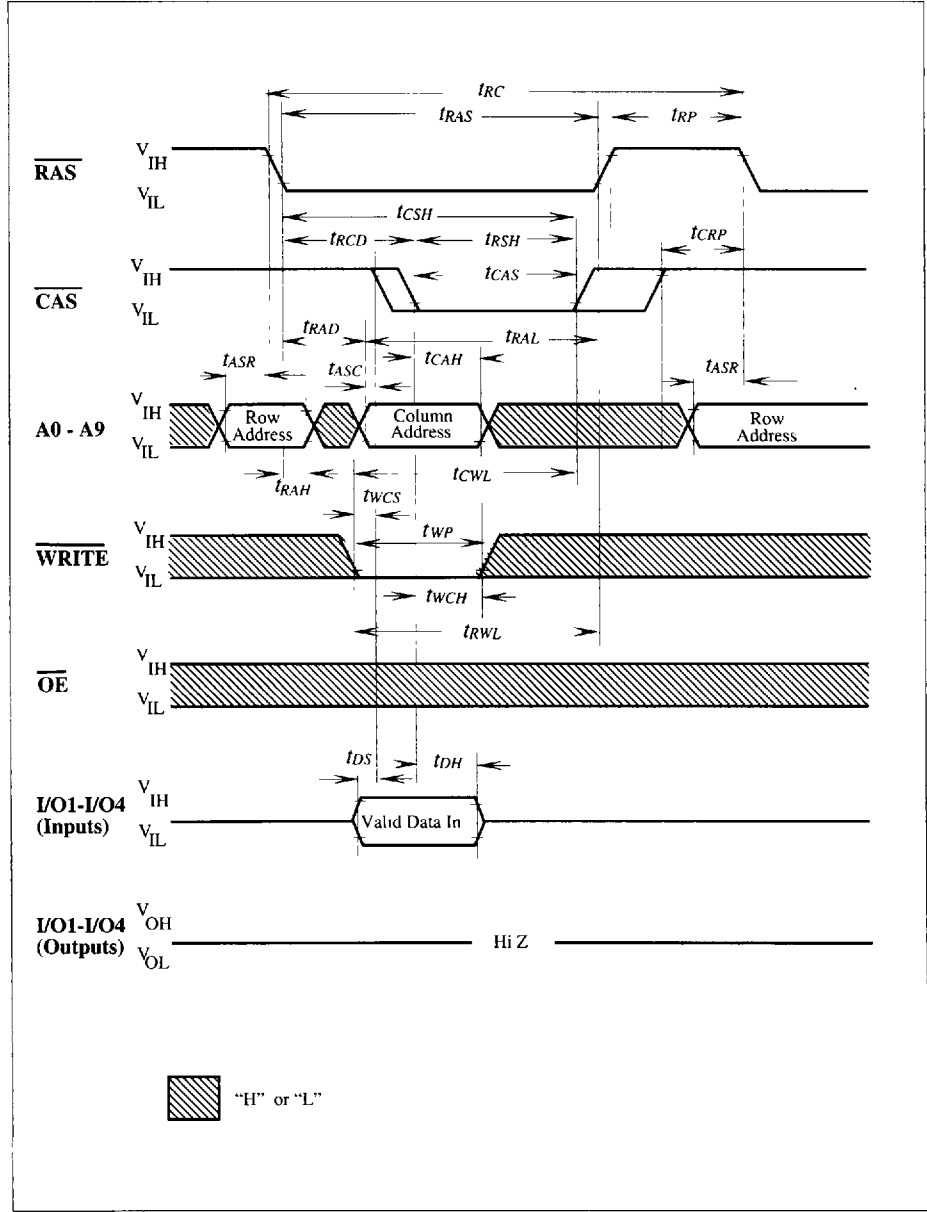 tRC
tRAS
tRP
RAS
VIH
VIL
tCSH
tRCD
tRSH
tCRP
CAS
VIH
VIL
tCAS
tRAD
tRAL
tASR
tASC
tCAH
tASR
A0 - A9
VIH
VIL
Row
Address
Column
Address
Row
Address
tRAH
tCWL
tWCS
WRITE
VIH
VIL
tWP
tWCH
tRWL
OE
VIH
VIL
tDS
tDH
I/O1-I/O4
(Inputs)
VIH
VIL
Valid Data In
I/O1-I/O4
(Outputs)
VOH
VOL
Hi Z
“H” or “L”